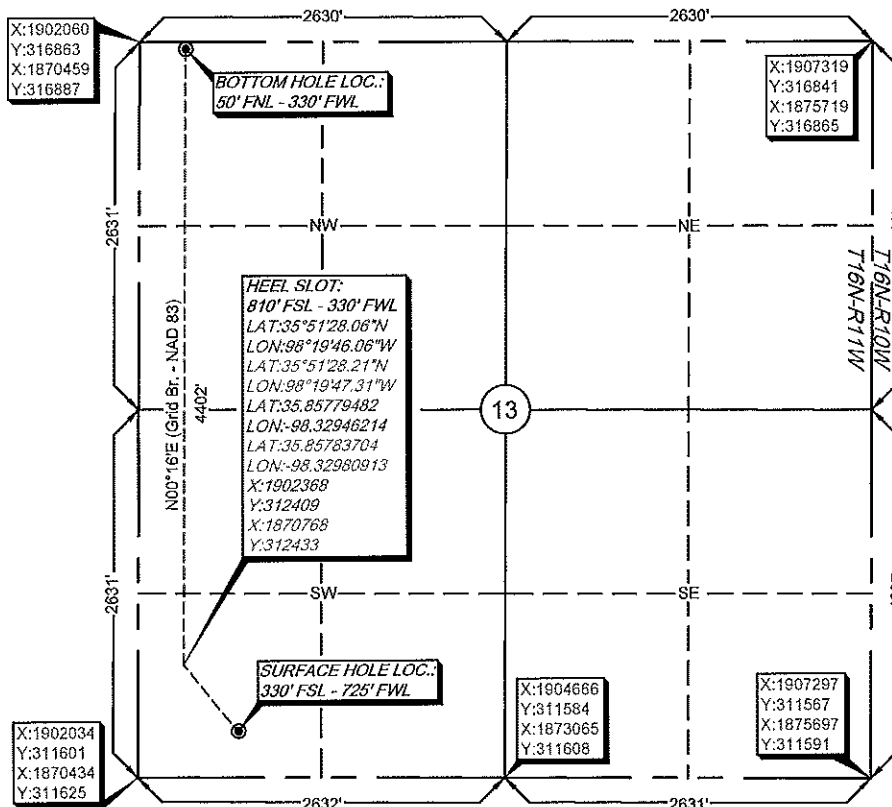 2630'
2630'
X:1902060
Y:316863
X:1870459
Y:316887
BOTTOM HOLE LOC.:
50' FNL - 330' FWL
X:1907319
Y:316841
X:1875719
Y:316865
2631'
NW
NE
T16N-R11W
T16N-R10W
HEEL SLOT:
810' FSL - 330' FWL
LAT:35°51'28.06"N
LON:98°19'46.06"W
LAT:35°51'28.21"N
LON:98°19'47.31"W
LAT:35.85779482
LON:-98.32946214
LAT:35.85783704
LON:-98.32980913
X:1902368
Y:312409
X:1870768
Y:312433
N00°16'E (Grid Br. - NAD 83)
4402'
13
2631'
SW
SE
SURFACE HOLE LOC.:
330' FSL - 725' FWL
X:1902034
Y:311601
X:1870434
Y:311625
X:1904666
Y:311584
X:1873065
Y:311608
X:1907297
Y:311567
X:1875697
Y:311591
2632'
2631'